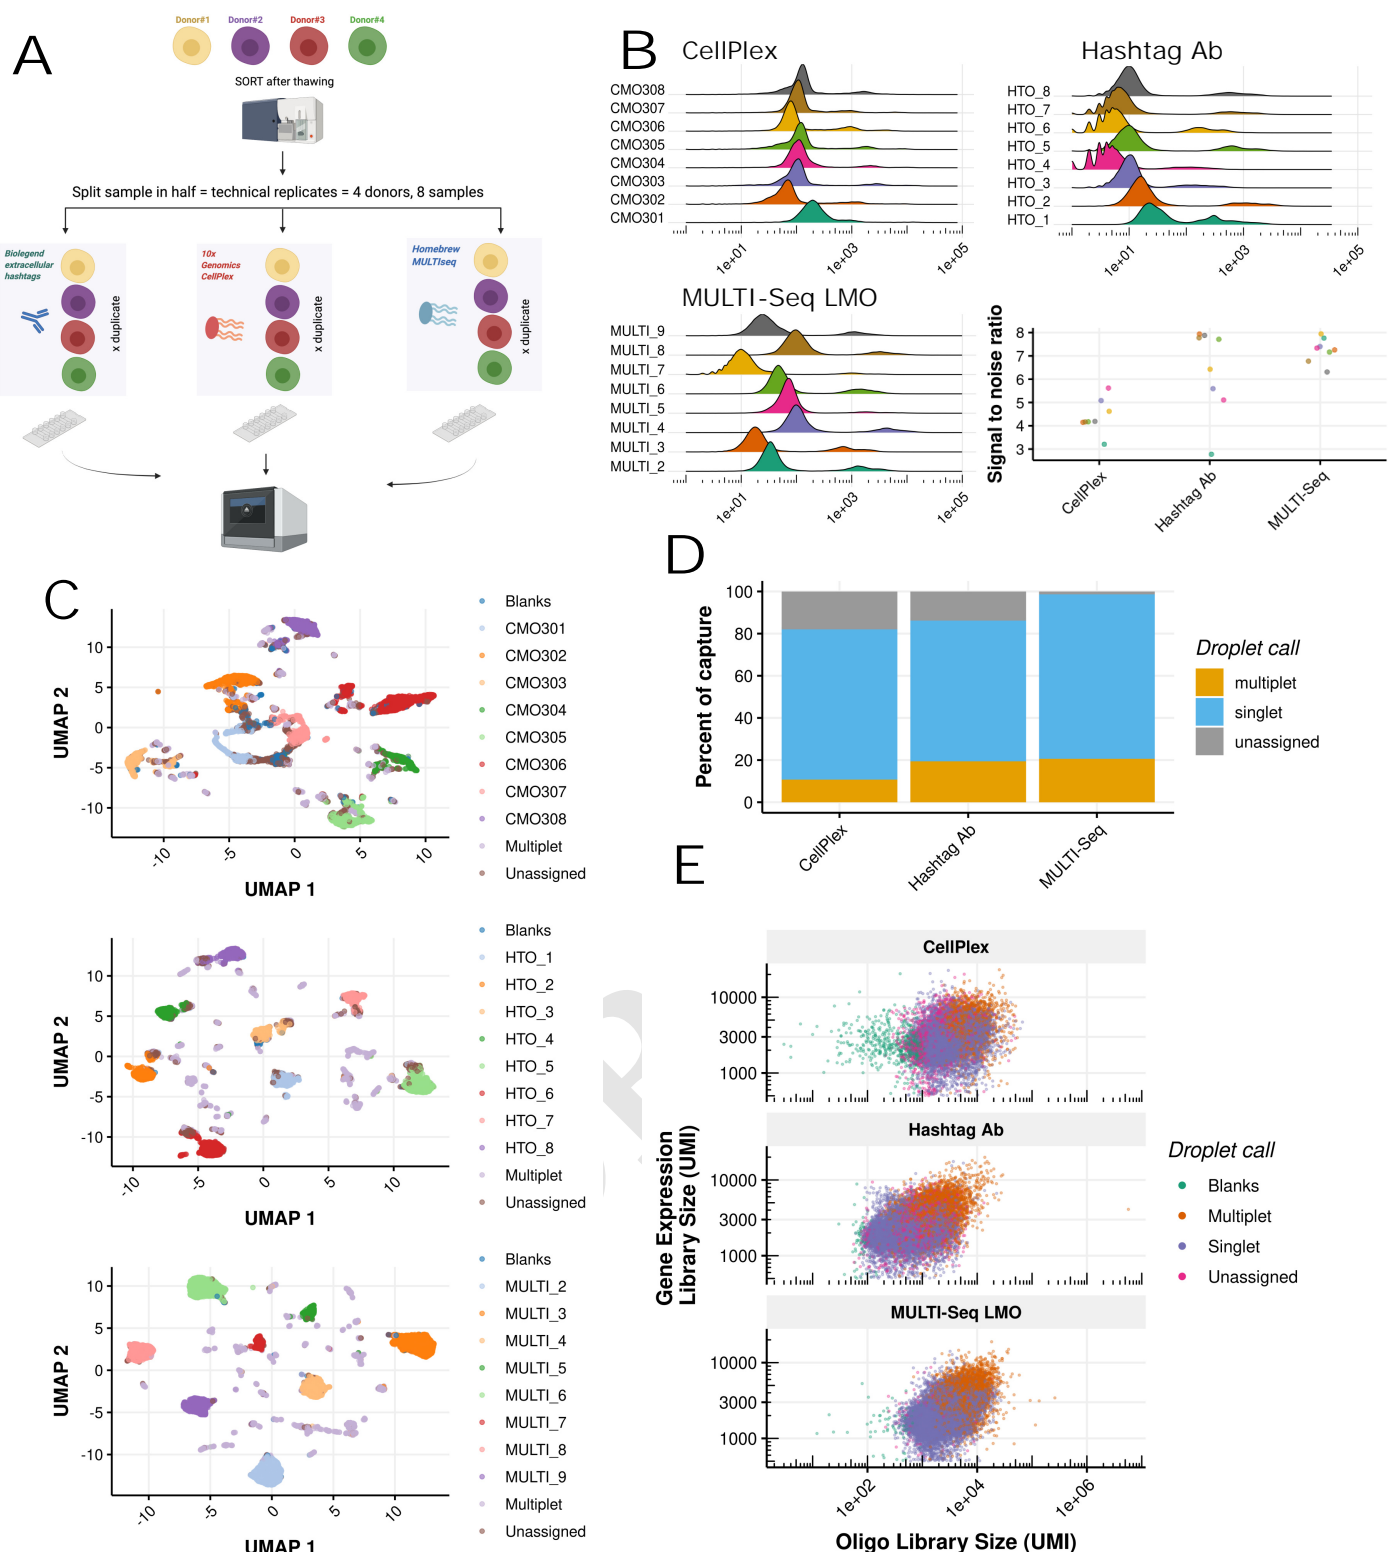 A
Donor#1 Donor#2 Donor#3 Donor#4
SORT after thawing
Split sample in half = technical replicates = 4 donors, 8 samples
Biolegend
extracellular
hashtags
x duplicate
10x
Genomics
CellPlex
x duplicate
Homebrew
MULTIseq
x duplicate
B
CellPlex
CMO308
CMO307
CMO306
CMO305
CMO304
CMO303
CMO302
CMO301
1e+01 1e+03 1e+05
Hashtag Ab
HTO_8
HTO_7
HTO_6
HTO_5
HTO_4
HTO_3
HTO_2
HTO_1
1e+01 1e+03 1e+05
MULTI-Seq LMO
MULTI_9
MULTI_8
MULTI_7
MULTI_6
MULTI_5
MULTI_4
MULTI_3
MULTI_2
1e+01 1e+03 1e+05
Signal to noise ratio
8
7
6
5
4
3
CellPlex Hashtag Ab MULTI-Seq
C
UMAP 2
10
5
0
-5
-10
-10 -5 0 5 10
UMAP 1
Blanks
CMO301
CMO302
CMO303
CMO304
CMO305
CMO306
CMO307
CMO308
Multiplet
Unassigned
UMAP 2
10
5
0
-5
-10
-10 -5 0 5 10
UMAP 1
Blanks
HTO_1
HTO_2
HTO_3
HTO_4
HTO_5
HTO_6
HTO_7
HTO_8
Multiplet
Unassigned
UMAP 2
10
5
0
-5
-10
-10 -5 0 5 10
UMAP 1
Blanks
MULTI_2
MULTI_3
MULTI_4
MULTI_5
MULTI_6
MULTI_7
MULTI_8
MULTI_9
Multiplet
Unassigned
D
Percent of capture
100
80
60
40
20
0
CellPlex Hashtag Ab MULTI-Seq
Droplet call
multiplet
singlet
unassigned
E
Gene Expression
Library Size (UMI)
CellPlex
10000
3000
1000
Hashtag Ab
10000
3000
1000
MULTI-Seq LMO
10000
3000
1000
1e+02 1e+04 1e+06
Oligo Library Size (UMI)
Droplet call
Blanks
Multiplet
Singlet
Unassigned